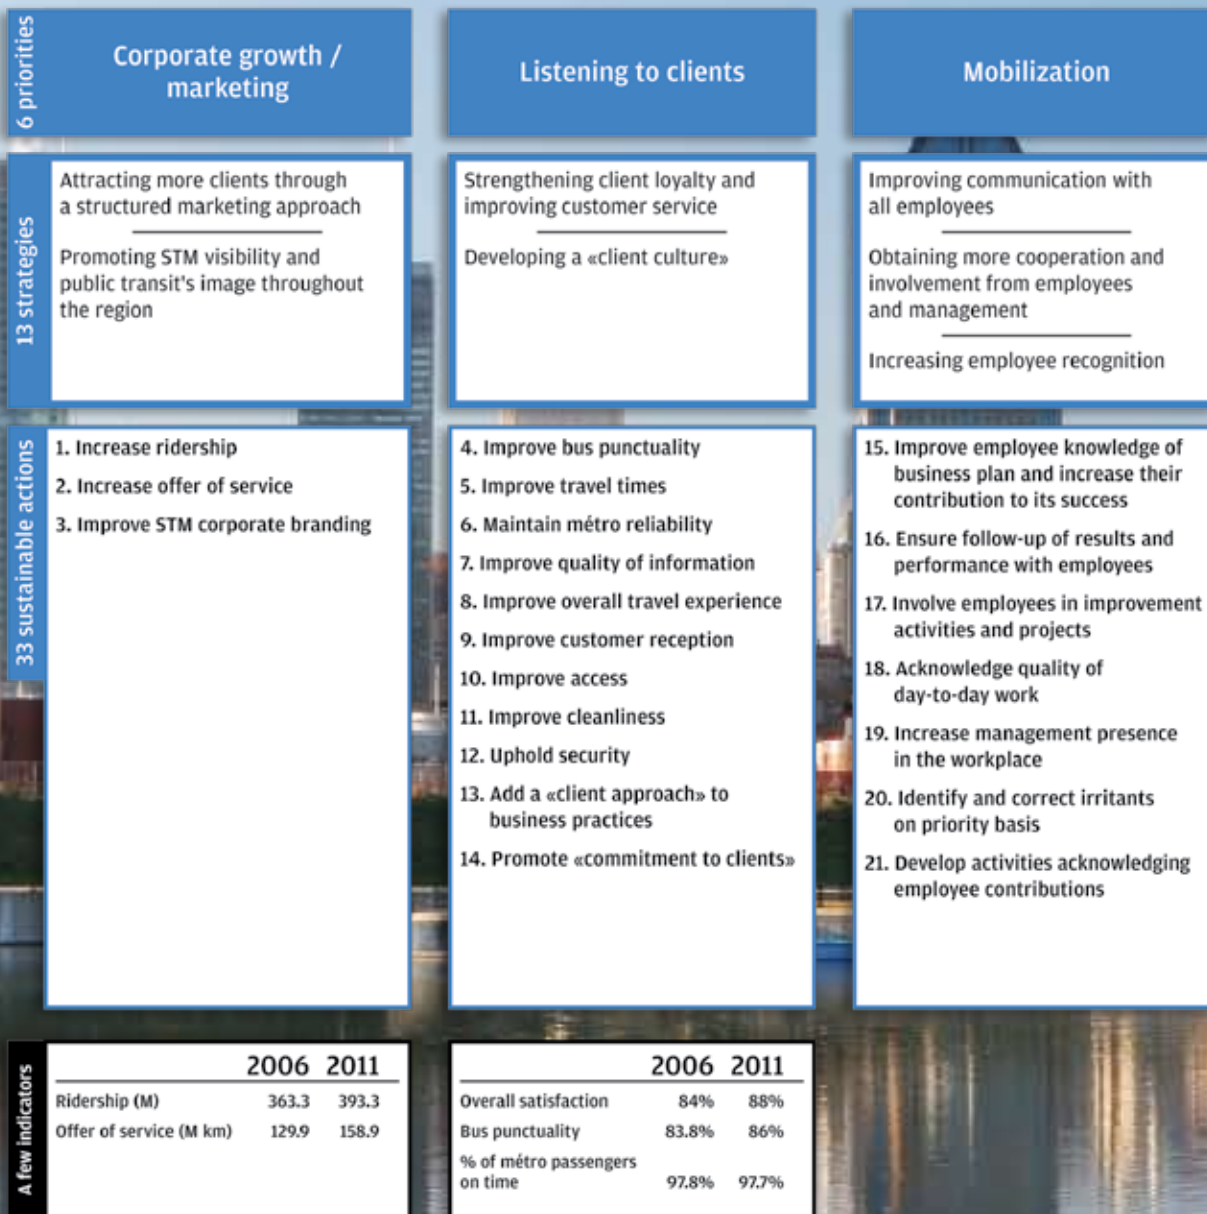 6 priorities
Corporate growth /
marketing
Listening to clients
Mobilization
13 strategies
Attracting more clients through
a structured marketing approach
Promoting STM visibility and
public transit's image throughout
the region
Strengthening client loyalty and
improving customer service
Developing a «client culture»
Improving communication with
all employees
Obtaining more cooperation and
involvement from employees
and management
Increasing employee recognition
33 sustainable actions
1. Increase ridership
2. Increase offer of service
3. Improve STM corporate branding
4. Improve bus punctuality
5. Improve travel times
6. Maintain métro reliability
7. Improve quality of information
8. Improve overall travel experience
9. Improve customer reception
10. Improve access
11. Improve cleanliness
12. Uphold security
13. Add a «client approach» to
business practices
14. Promote «commitment to clients»
15. Improve employee knowledge of
business plan and increase their
contribution to its success
16. Ensure follow-up of results and
performance with employees
17. Involve employees in improvement
activities and projects
18. Acknowledge quality of
day-to-day work
19. Increase management presence
in the workplace
20. Identify and correct irritants
on priority basis
21. Develop activities acknowledging
employee contributions
A few indicators
2006 2011
Ridership (M) 363.3 393.3
Offer of service (M km) 129.9 158.9
2006 2011
Overall satisfaction 84% 88%
Bus punctuality 83.8% 86%
% of métro passengers
on time 97.8% 97.7%